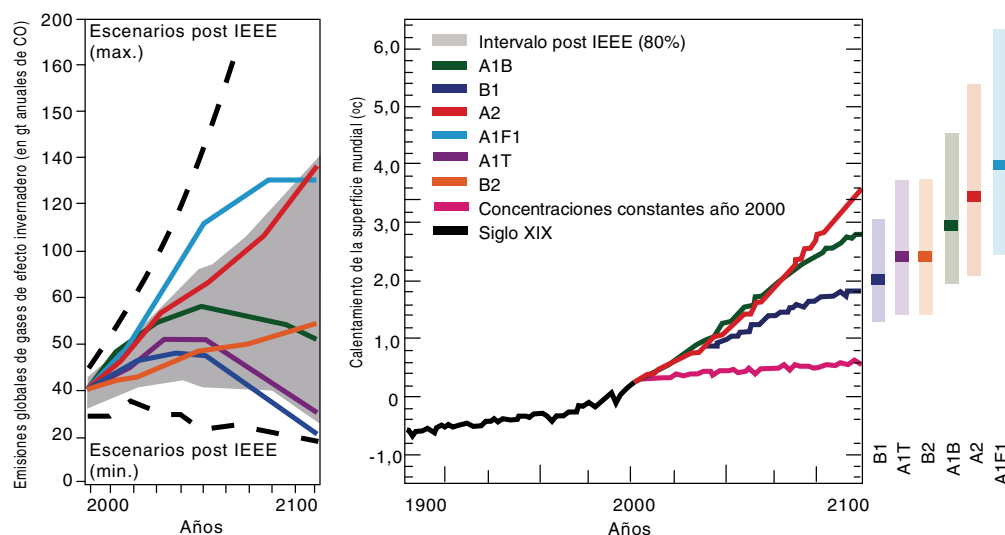 Emisiones globales de gases de efecto invernadero (en gt anuales de CO)
200
160
150
140
120
100
60
50
40
20
0
Escenarios post IEEE
(max.)
Escenarios post IEEE
(min.)
2000
2100
Años
Calentamiento de la superficie mundial (oc)
6,0
5,0
4,0
3,0
2,0
1,0
0
-1,0
Intervalo post IEEE (80%)
A1B
B1
A2
A1F1
A1T
B2
Concentraciones constantes año 2000
Siglo XIX
1900
2000
2100
Años
B1
A1T
B2
A1B
A2
A1F1